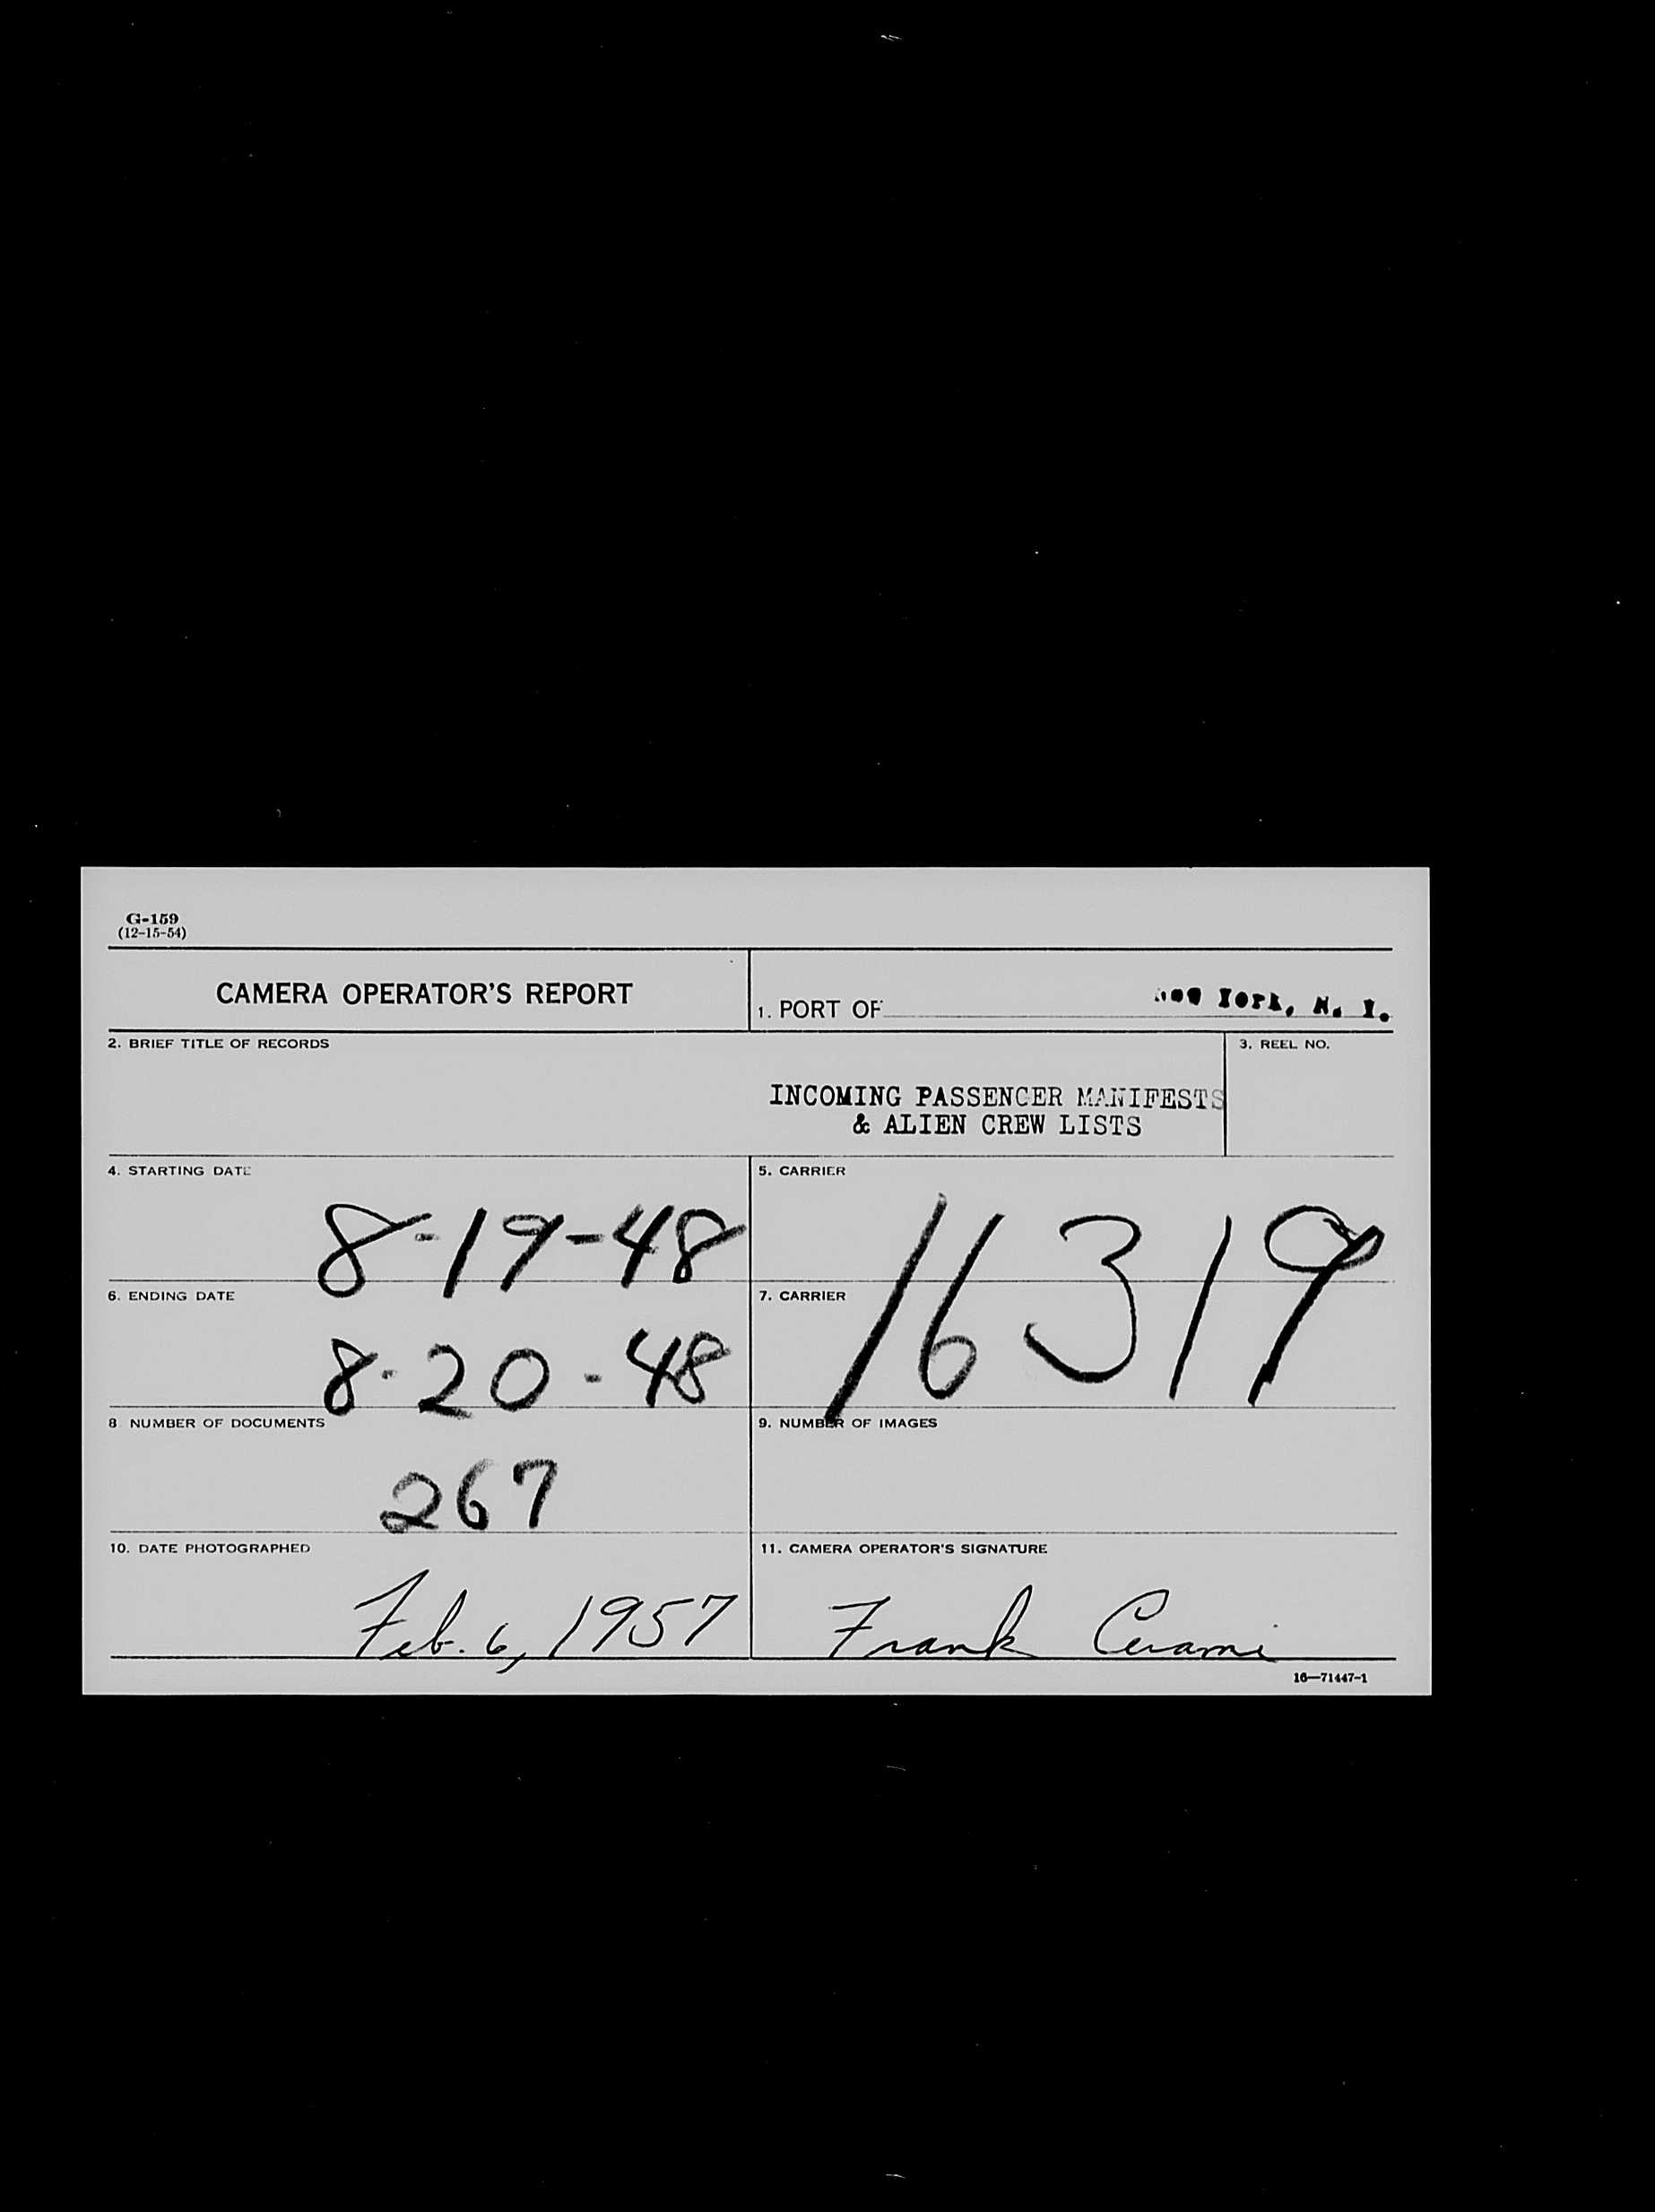 G-159
(12-15-54)
CAMERA OPERATOR'S REPORT
1. PORT OF New York, N. Y.
2. BRIEF TITLE OF RECORDS
3. REEL NO.
INCOMING PASSENGER MANIFESTS
& ALIEN CREW LISTS
4. STARTING DATE
8-19-48
5. CARRIER
16319
6. ENDING DATE
8-20-48
7. CARRIER
8 NUMBER OF DOCUMENTS
267
9. NUMBER OF IMAGES
10. DATE PHOTOGRAPHED
Feb. 6, 1957
11. CAMERA OPERATOR'S SIGNATURE
Frank Cerami
16—71447-1